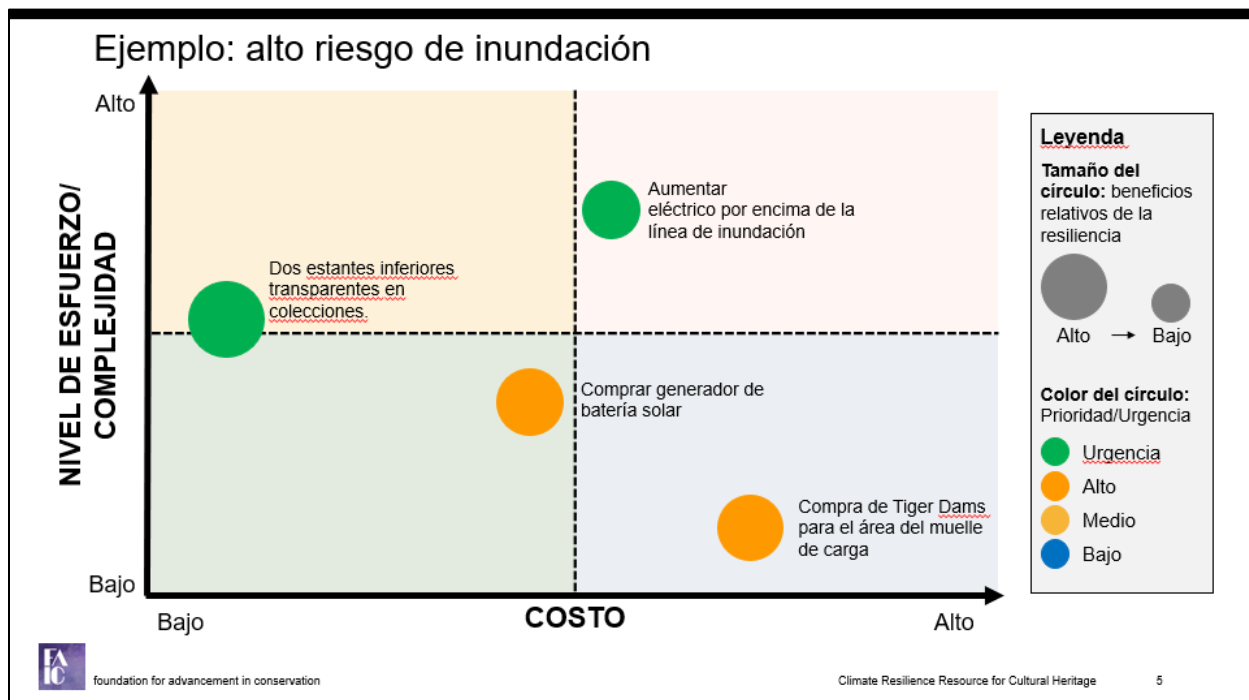 Ejemplo: alto riesgo de inundación
Alto
NIVEL DE ESFUERZO/
COMPLEJIDAD
Aumentar
eléctrico por encima de la
línea de inundación
Dos estantes inferiores
transparentes en
colecciones.
Comprar generador de
batería solar
Compra de Tiger Dams
para el área del muelle
de carga
Bajo
Bajo
COSTO
Alto
Leyenda
Tamaño del
círculo: beneficios
relativos de la
resiliencia
Alto → Bajo
Color del círculo:
Prioridad/Urgencia
Urgencia
Alto
Medio
Bajo
FAIC
foundation for advancement in conservation
Climate Resilience Resource for Cultural Heritage
5